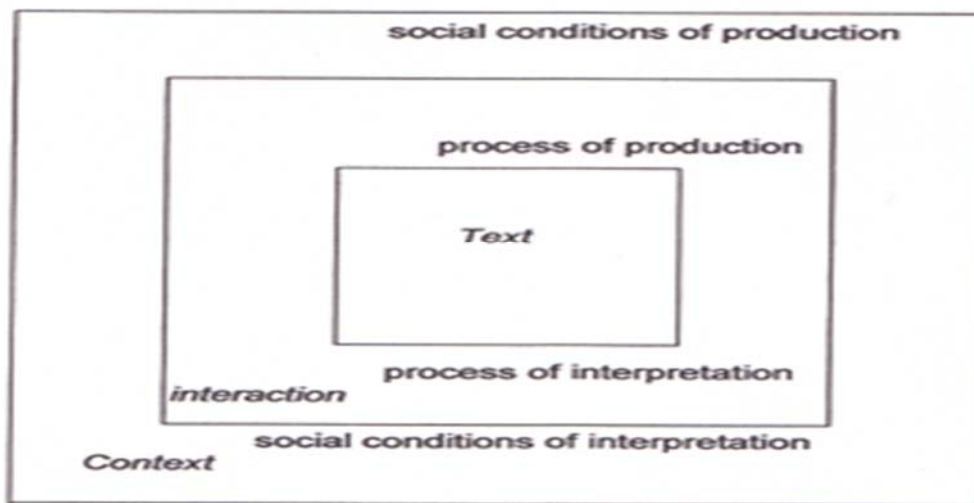 social conditions of production
process of production
Text
process of interpretation
interaction
social conditions of interpretation
Context